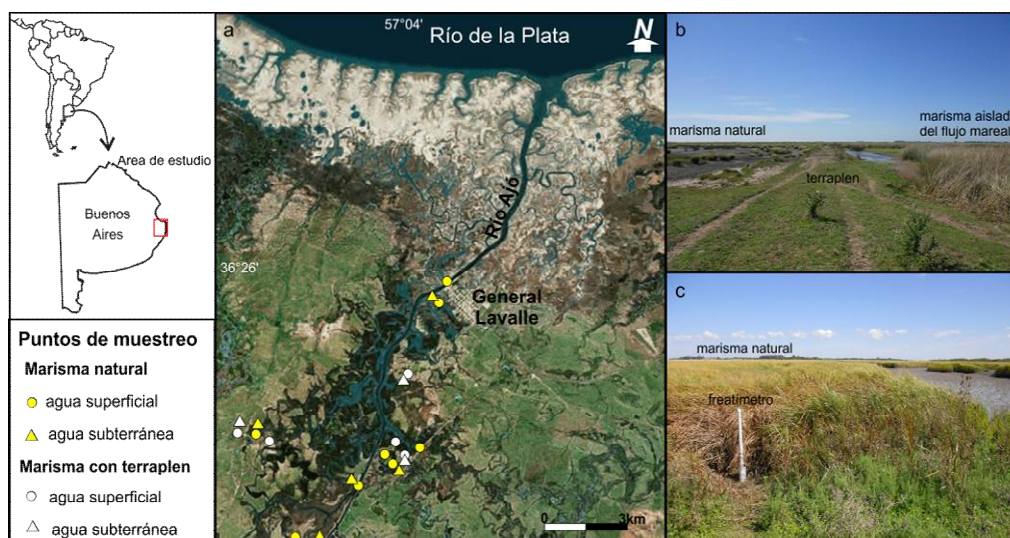 Area de estudio
Buenos
Aires
Puntos de muestreo
Marisma natural
agua superficial
agua subterránea
Marisma con terraplen
agua superficial
agua subterránea
a
57°04'
Río de la Plata
N
Río Ajó
36°26'
General
Lavalle
0 3km
b
marisma natural
marisma aislad
del flujo mareal
terraplen
c
marisma natural
freatímetro